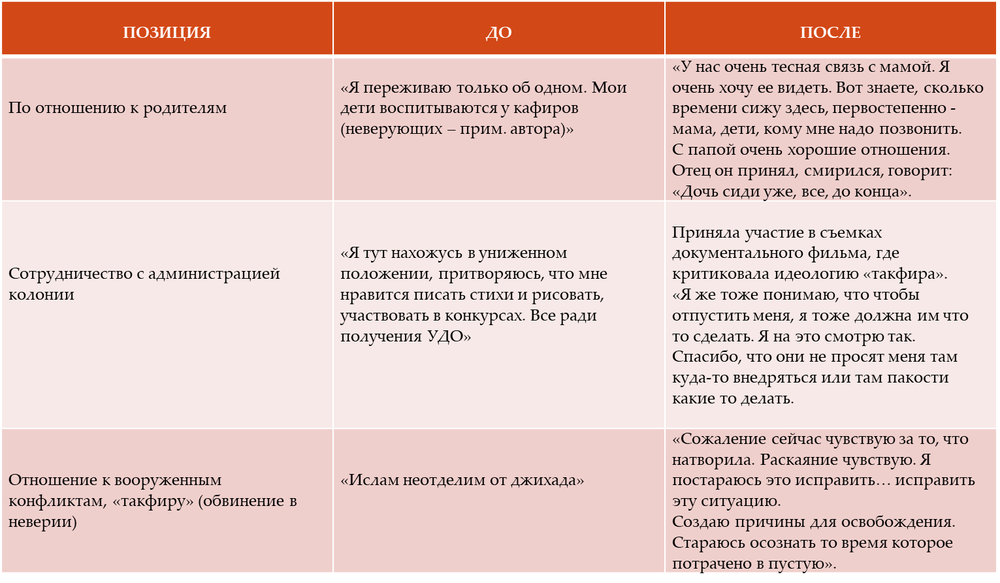 ПОЗИЦИЯ
ДО
ПОСЛЕ
По отношению к родителям
«Я переживаю только об одном. Мои
дети воспитываются у кафиров
(неверующих – прим. автора)»
«У нас очень тесная связь с мамой. Я
очень хочу ее видеть. Вот знаете, сколько
времени сижу здесь, первостепенно -
мама, дети, кому мне надо позвонить.
С папой очень хорошие отношения.
Отец он принял, смирился, говорит:
«Дочь сиди уже, все, до конца».
Сотрудничество с администрацией
колонии
«Я тут нахожусь в униженном
положении, притворяюсь, что мне
нравится писать стихи и рисовать,
участвовать в конкурсах. Все ради
получения УДО»
Приняла участие в съемках
документального фильма, где
критиковала идеологию «такфира».
«Я же тоже понимаю, что чтобы
отпустить меня, я тоже должна им что
то сделать. Я на это смотрю так.
Спасибо, что они не просят меня там
куда-то внедряться или там пакости
какие то делать.
Отношение к вооруженным
конфликтам, «такфиру» (обвинение в
неверии)
«Ислам неотделим от джихада»
«Сожаление сейчас чувствую за то, что
натворила. Раскаяние чувствую. Я
постараюсь это исправить… исправить
эту ситуацию.
Создаю причины для освобождения.
Стараюсь осознать то время которое
потрачено в пустую».